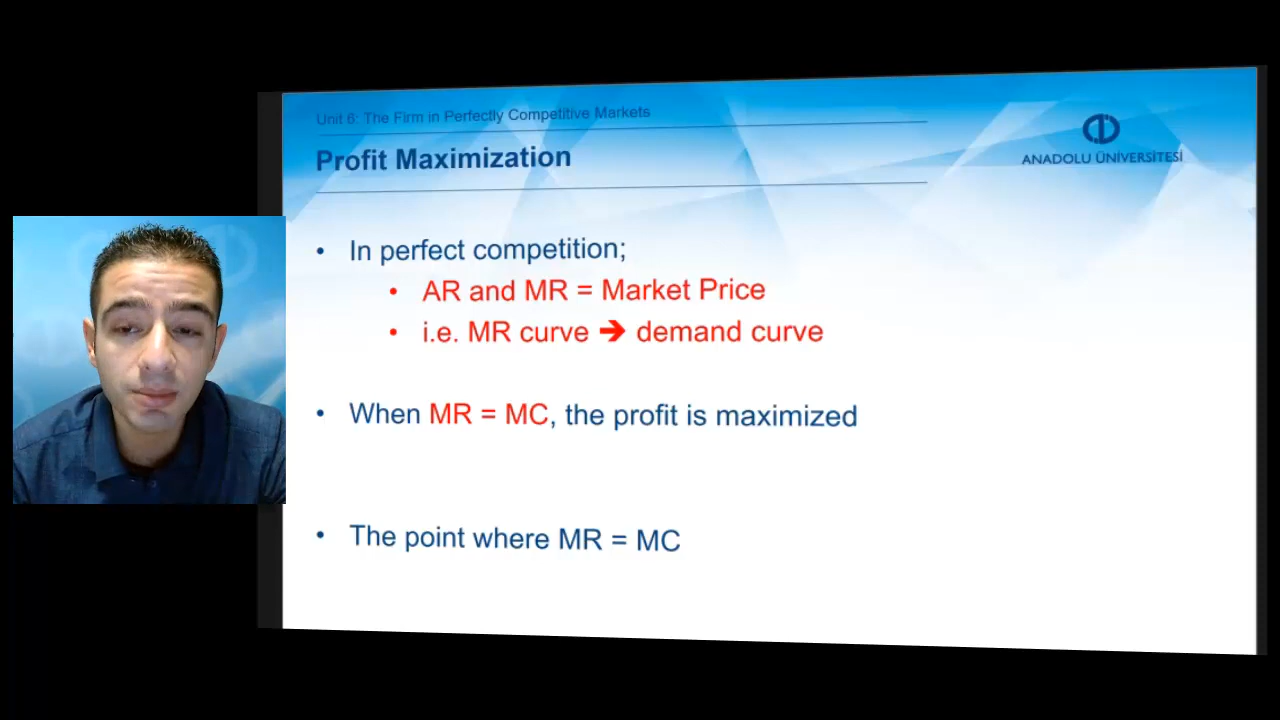 Unit 6: The Firm in Perfectly Competitive Markets
Profit Maximization
ANADOLU ÜNİVERSİTESİ
• In perfect competition;
• AR and MR = Market Price
• i.e. MR curve ➔ demand curve
• When MR = MC, the profit is maximized
• The point where MR = MC